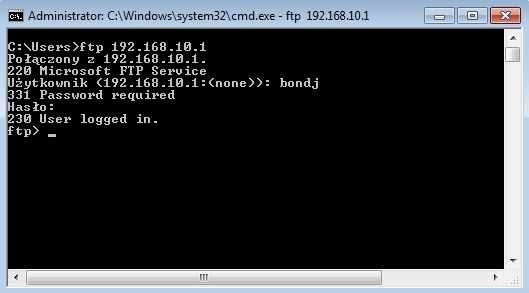 Administrator: C:\Windows\system32\cmd.exe - ftp 192.168.10.1
C:\Users>ftp 192.168.10.1
Połączony z 192.168.10.1.
220 Microsoft FTP Service
Użytkownik (192.168.10.1:(none)): bondj
331 Password required
Hasło:
230 User logged in.
ftp> _